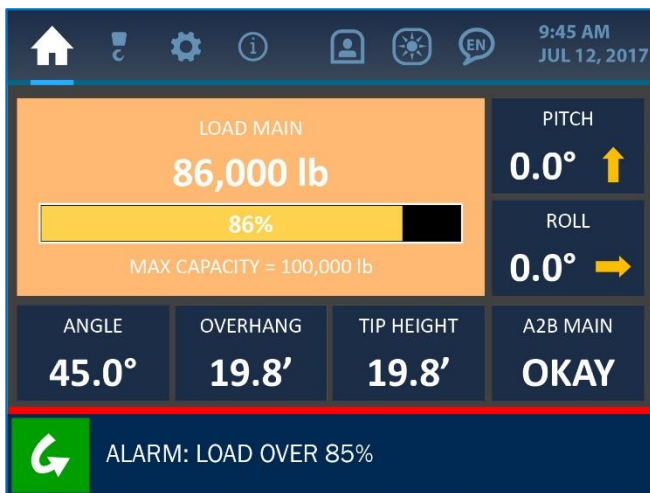 EN
9:45 AM
JUL 12, 2017
LOAD MAIN
86,000 lb
86%
MAX CAPACITY = 100,000 lb
PITCH
0.0°
ROLL
0.0°
ANGLE
45.0°
OVERHANG
19.8’
TIP HEIGHT
19.8’
A2B MAIN
OKAY
ALARM: LOAD OVER 85%